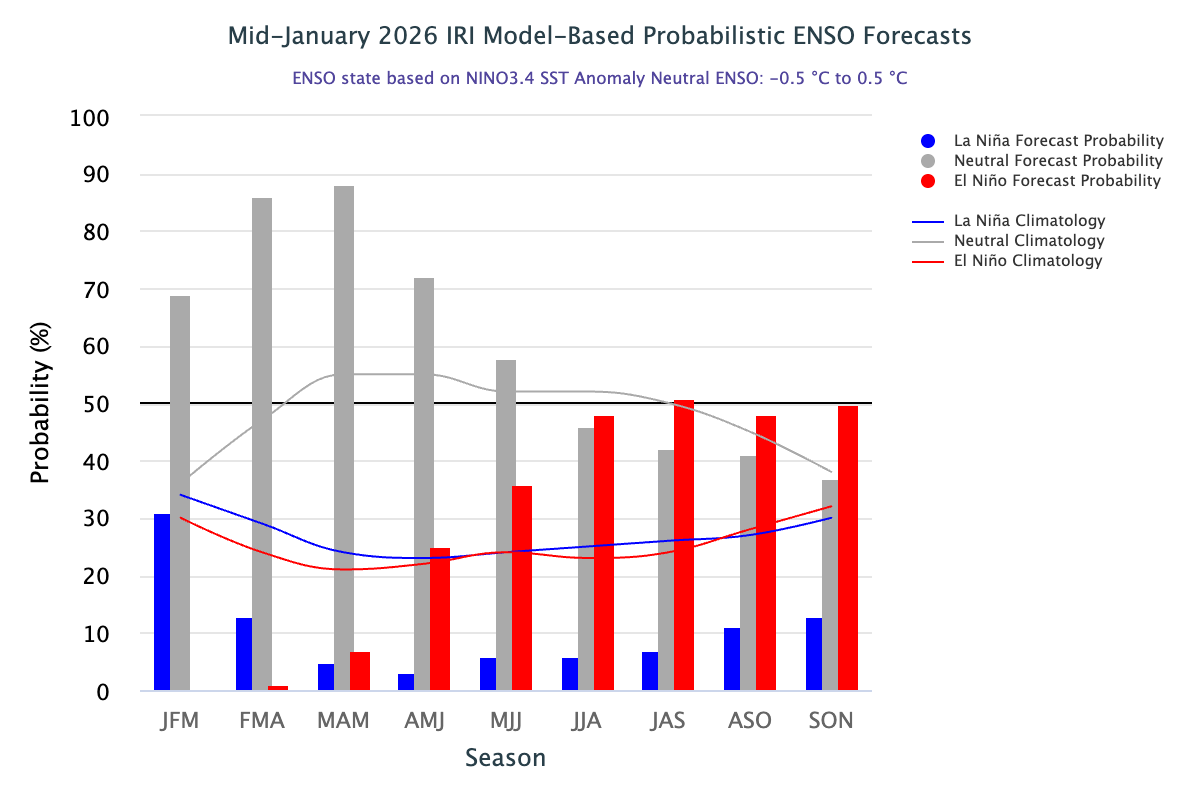 Mid-January 2026 IRI Model-Based Probabilistic ENSO Forecasts
ENSO state based on NINO3.4 SST Anomaly Neutral ENSO: -0.5 °C to 0.5 °C
100
90
80
70
60
50
40
30
20
10
0
Probability (%)
JFM FMA MAM AMJ MJJ JJA JAS ASO SON
Season
La Niña Forecast Probability
Neutral Forecast Probability
El Niño Forecast Probability
La Niña Climatology
Neutral Climatology
El Niño Climatology